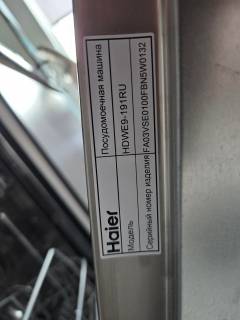 Haier
Посудомоечная машина
Модель
HDWE9-191RU
Серийный номер изделия
FA03VSE0100FBN5W0132